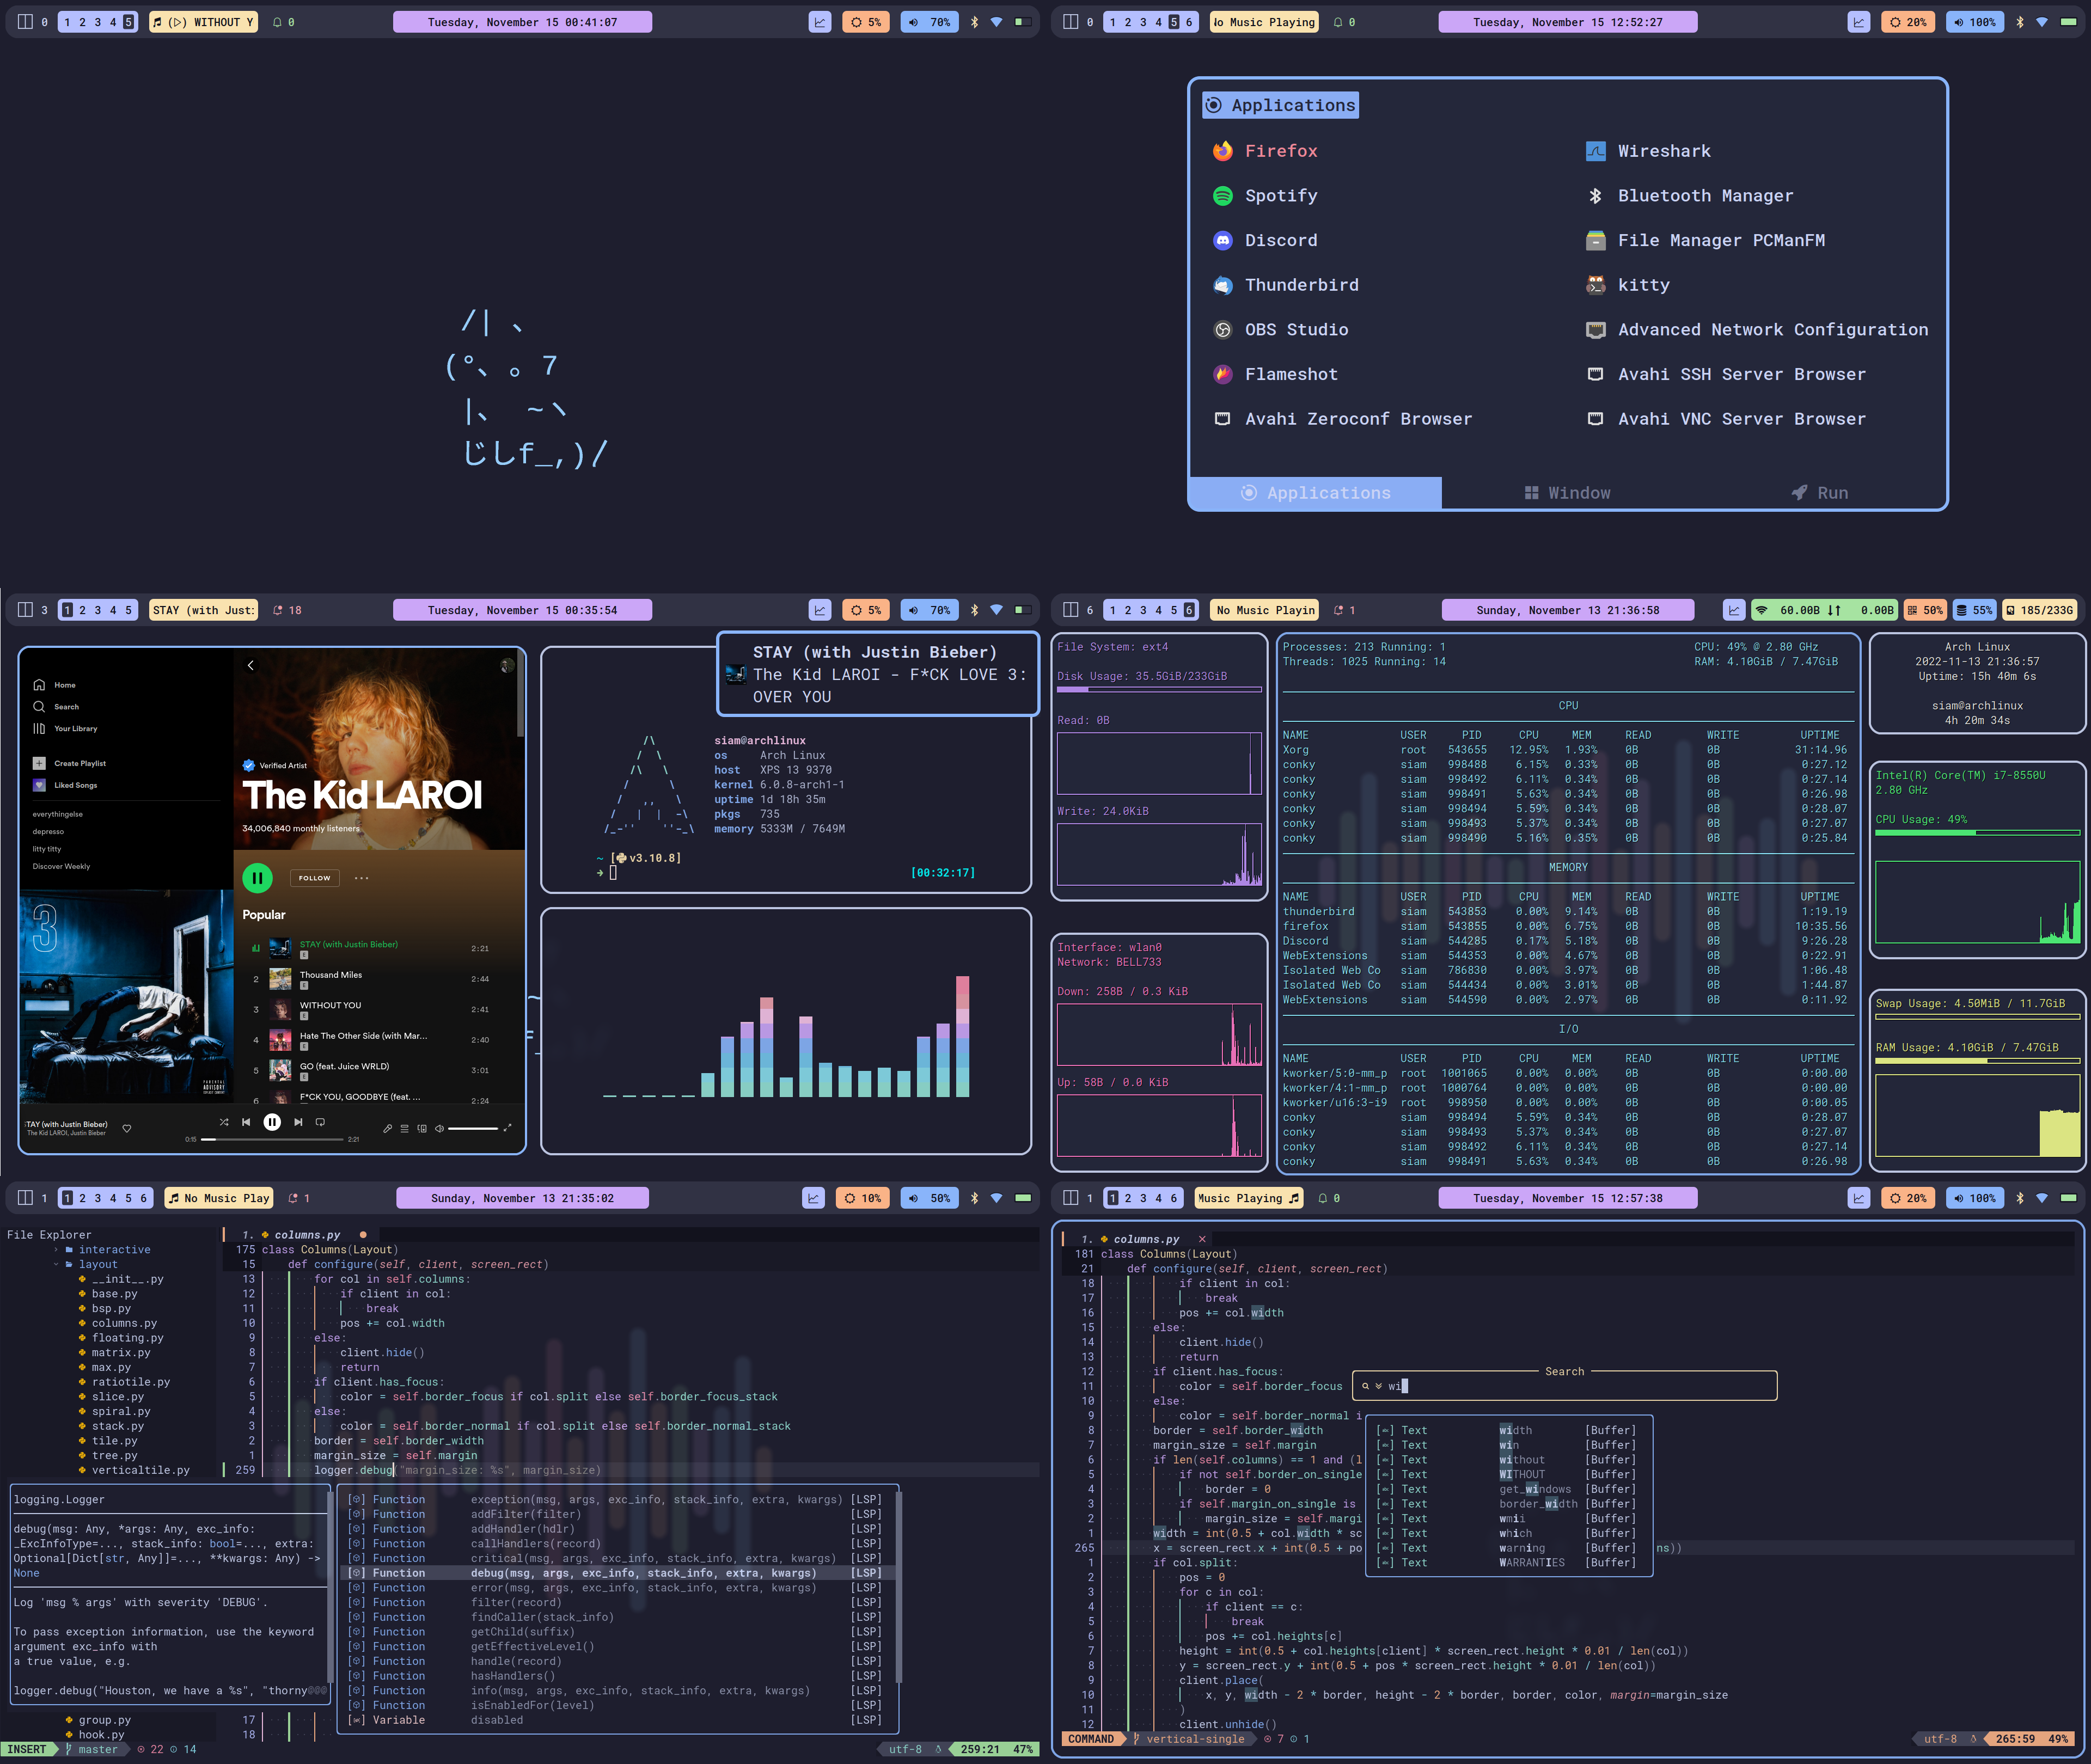 0 1 2 3 4 5 (▷) WITHOUT Y 0 Tuesday, November 15 00:41:07 5% 70%
/| 、
(°、 。 7
|、 ~ヽ
じしf_,)/
0 1 2 3 4 5 6 No Music Playing 0 Tuesday, November 15 12:52:27 20% 100%
Applications
Firefox Wireshark
Spotify Bluetooth Manager
Discord File Manager PCManFM
Thunderbird kitty
OBS Studio Advanced Network Configuration
Flameshot Avahi SSH Server Browser
Avahi Zeroconf Browser Avahi VNC Server Browser
Applications Window Run
3 1 2 3 4 5 STAY (with Just: 18 Tuesday, November 15 00:35:54 5% 70%
Home
Search
Your Library
Create Playlist
Liked Songs
everythingelse
depresso
litty titty
Discover Weekly
Verified Artist
The Kid LAROI
34,006,840 monthly listeners
FOLLOW
Popular
STAY (with Justin Bieber) 2:21
E
2 Thousand Miles 2:44
E
3 WITHOUT YOU 2:41
E
4 Hate The Other Side (with Mar... 2:40
E
5 GO (feat. Juice WRLD) 3:01
E
6 F*CK YOU, GOODBYE (feat. ... 2:24
3
PARENTAL
ADVISORY
EXPLICIT CONTENT
TAY (with Justin Bieber)
The Kid LAROI, Justin Bieber
0:15 2:21
STAY (with Justin Bieber)
The Kid LAROI - F*CK LOVE 3:
OVER YOU
siam@archlinux
os Arch Linux
host XPS 13 9370
kernel 6.0.8-arch1-1
uptime 1d 18h 35m
pkgs 735
memory 5333M / 7649M
~ [v3.10.8]
[00:32:17]
6 1 2 3 4 5 6 No Music Playin 1 Sunday, November 13 21:36:58 60.00B ↓↑ 0.00B 50% 55% 185/233G
File System: ext4
Disk Usage: 35.5GiB/233GiB
Read: 0B
Write: 24.0KiB
Interface: wlan0
Network: BELL733
Down: 258B / 0.3 KiB
Up: 58B / 0.0 KiB
Processes: 213 Running: 1 CPU: 49% @ 2.80 GHz
Threads: 1025 Running: 14 RAM: 4.10GiB / 7.47GiB
CPU
NAME USER PID CPU MEM READ WRITE UPTIME
Xorg root 543655 12.95% 1.93% 0B 0B 31:14.96
conky siam 998488 6.15% 0.33% 0B 0B 0:27.12
conky siam 998492 6.11% 0.34% 0B 0B 0:27.14
conky siam 998491 5.63% 0.34% 0B 0B 0:26.98
conky siam 998494 5.59% 0.34% 0B 0B 0:28.07
conky siam 998493 5.37% 0.34% 0B 0B 0:27.07
conky siam 998490 5.16% 0.35% 0B 0B 0:25.84
MEMORY
NAME USER PID CPU MEM READ WRITE UPTIME
thunderbird siam 543853 0.00% 9.14% 0B 0B 1:19.19
firefox siam 543855 0.00% 6.75% 0B 0B 10:35.56
Discord siam 544285 0.17% 5.18% 0B 0B 9:26.28
WebExtensions siam 544353 0.00% 4.67% 0B 0B 0:22.91
Isolated Web Co siam 786830 0.00% 3.97% 0B 0B 1:06.48
Isolated Web Co siam 544434 0.00% 3.01% 0B 0B 1:44.87
WebExtensions siam 544590 0.00% 2.97% 0B 0B 0:11.92
I/O
NAME USER PID CPU MEM READ WRITE UPTIME
kworker/5:0-mm_p root 1001065 0.00% 0.00% 0B 0B 0:00.00
kworker/4:1-mm_p root 1000764 0.00% 0.00% 0B 0B 0:00.00
kworker/u16:3-i9 root 998950 0.00% 0.00% 0B 0B 0:00.05
conky siam 998494 5.59% 0.34% 0B 0B 0:28.07
conky siam 998493 5.37% 0.34% 0B 0B 0:27.07
conky siam 998492 6.11% 0.34% 0B 0B 0:27.14
conky siam 998491 5.63% 0.34% 0B 0B 0:26.98
Arch Linux
2022-11-13 21:36:57
Uptime: 15h 40m 6s
siam@archlinux
4h 20m 34s
Intel(R) Core(TM) i7-8550U
2.80 GHz
CPU Usage: 49%
Swap Usage: 4.50MiB / 11.7GiB
RAM Usage: 4.10GiB / 7.47GiB
1 1 2 3 4 5 6 No Music Play 1 Sunday, November 13 21:35:02 10% 50%
File Explorer
interactive
layout
__init__.py
base.py
bsp.py
columns.py
floating.py
matrix.py
max.py
ratiotile.py
slice.py
spiral.py
stack.py
tile.py
tree.py
verticaltile.py
1. columns.py
175 class Columns(Layout)
15 def configure(self, client, screen_rect)
13 for col in self.columns:
12 if client in col:
11 break
10 pos += col.width
9 else:
8 client.hide()
7 return
6 if client.has_focus:
5 color = self.border_focus if col.split else self.border_focus_stack
4 else:
3 color = self.border_normal if col.split else self.border_normal_stack
2 border = self.border_width
1 margin_size = self.margin
259 logger.debug("margin_size: %s", margin_size)
logging.Logger
debug(msg: Any, *args: Any, exc_info:
_ExcInfoType=..., stack_info: bool=..., extra:
Optional[Dict[str, Any]]=..., **kwargs: Any) ->
None
Log 'msg % args' with severity 'DEBUG'.
To pass exception information, use the keyword
argument exc_info with
a true value, e.g.
logger.debug("Houston, we have a %s", "thorny@@@
Function exception(msg, args, exc_info, stack_info, extra, kwargs) [LSP]
Function addFilter(filter) [LSP]
Function addHandler(hdlr) [LSP]
Function callHandlers(record) [LSP]
Function critical(msg, args, exc_info, stack_info, extra, kwargs) [LSP]
Function debug(msg, args, exc_info, stack_info, extra, kwargs) [LSP]
Function error(msg, args, exc_info, stack_info, extra, kwargs) [LSP]
Function filter(record) [LSP]
Function findCaller(stack_info) [LSP]
Function getChild(suffix) [LSP]
Function getEffectiveLevel() [LSP]
Function handle(record) [LSP]
Function hasHandlers() [LSP]
Function info(msg, args, exc_info, stack_info, extra, kwargs) [LSP]
Function isEnabledFor(level) [LSP]
Variable disabled [LSP]
group.py 17
hook.py 18
INSERT master 22 14 utf-8 259:21 47%
1 1 2 3 4 6 Music Playing 0 Tuesday, November 15 12:57:38 20% 100%
1. columns.py ×
181 class Columns(Layout)
21 def configure(self, client, screen_rect)
18 if client in col:
17 break
16 pos += col.width
15 else:
14 client.hide()
13 return
12 if client.has_focus:
11 color = self.border_focus
10 else:
9 color = self.border_normal i
8 border = self.border_width
7 margin_size = self.margin
6 if len(self.columns) == 1 and (l
5 if not self.border_on_single
4 border = 0
3 if self.margin_on_single is
2 margin_size = self.margi
1 width = int(0.5 + col.width * sc
265 x = screen_rect.x + int(0.5 + po ns))
1 if col.split:
2 pos = 0
3 for c in col:
4 if client == c:
5 break
6 pos += col.heights[c]
7 height = int(0.5 + col.heights[client] * screen_rect.height * 0.01 / len(col))
8 y = screen_rect.y + int(0.5 + pos * screen_rect.height * 0.01 / len(col))
9 client.place(
10 x, y, width - 2 * border, height - 2 * border, border, color, margin=margin_size
11 )
12 client.unhide()
Search
wi
Text width [Buffer]
Text win [Buffer]
Text without [Buffer]
Text WITHOUT [Buffer]
Text get_windows [Buffer]
Text border_width [Buffer]
Text wmii [Buffer]
Text which [Buffer]
Text warning [Buffer]
Text WARRANTIES [Buffer]
COMMAND vertical-single 7 1 utf-8 265:59 49%